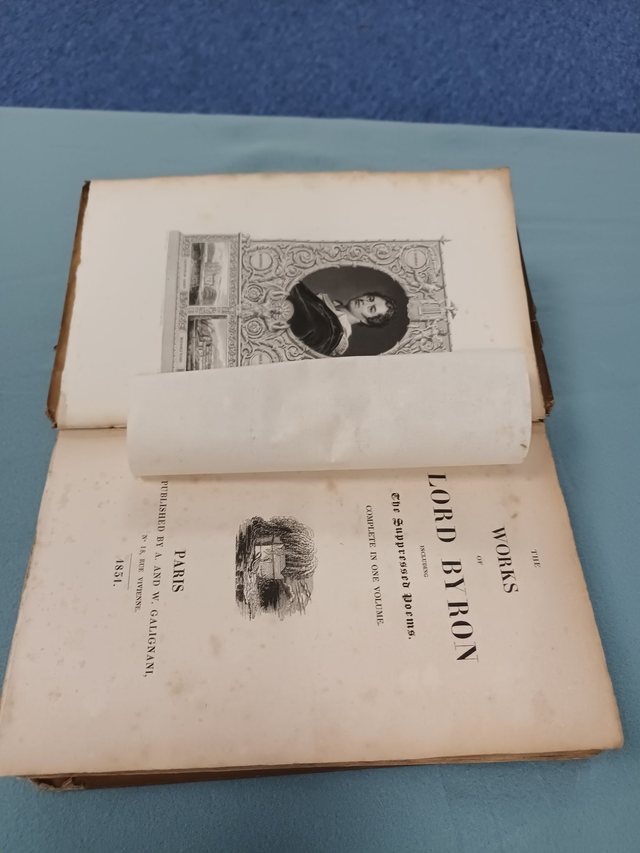 THE
WORKS
OF
LORD BYRON
INCLUDING
The Suppressed Poems.
COMPLETE IN ONE VOLUME.
PARIS
PUBLISHED BY A. AND W. GALIGNANI,
N° 18, RUE VIVIENNE.
1831.